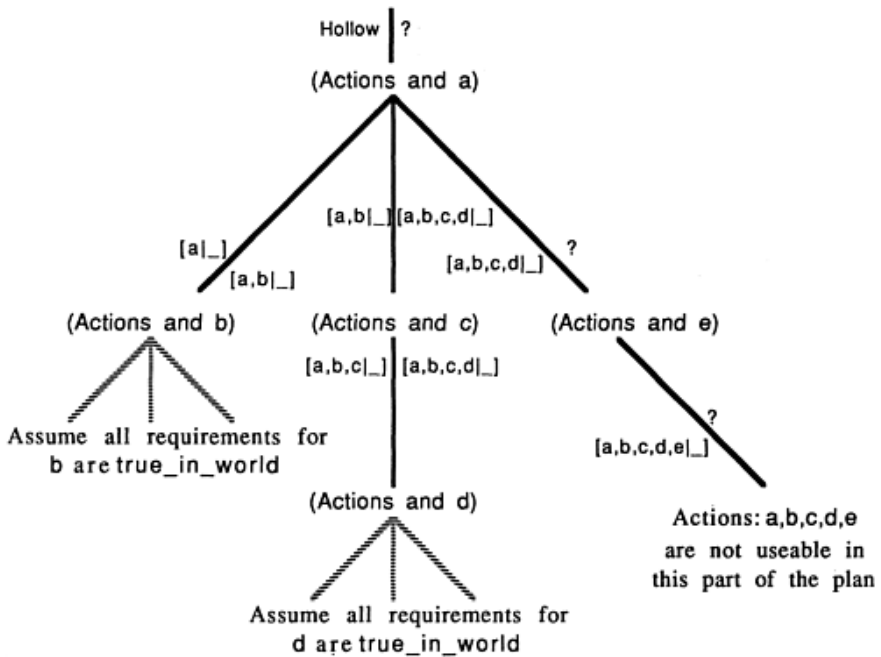 Hollow ?
(Actions and a)
[a,b|_] [a,b,c,d|_]
[a|_] ?
[a,b,c,d|_]
[a,b|_]
(Actions and b) (Actions and c) (Actions and e)
[a,b,c|_] [a,b,c,d|_]
?
Assume all requirements for
b are true_in_world
[a,b,c,d,e|_]
(Actions and d)
Actions: a,b,c,d,e
are not useable in
this part of the plan
Assume all requirements for
d are true_in_world